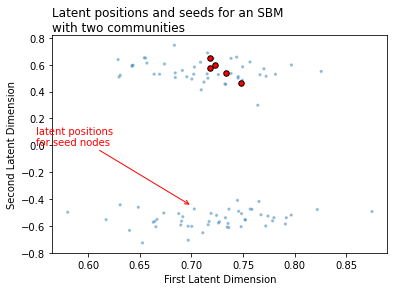 Latent positions and seeds for an SBM
with two communities
Second Latent Dimension
0.8
0.6
0.4
0.2
0.0
−0.2
−0.4
−0.6
−0.8
latent positions
for seed nodes
0.60
0.65
0.70
0.75
0.80
0.85
First Latent Dimension